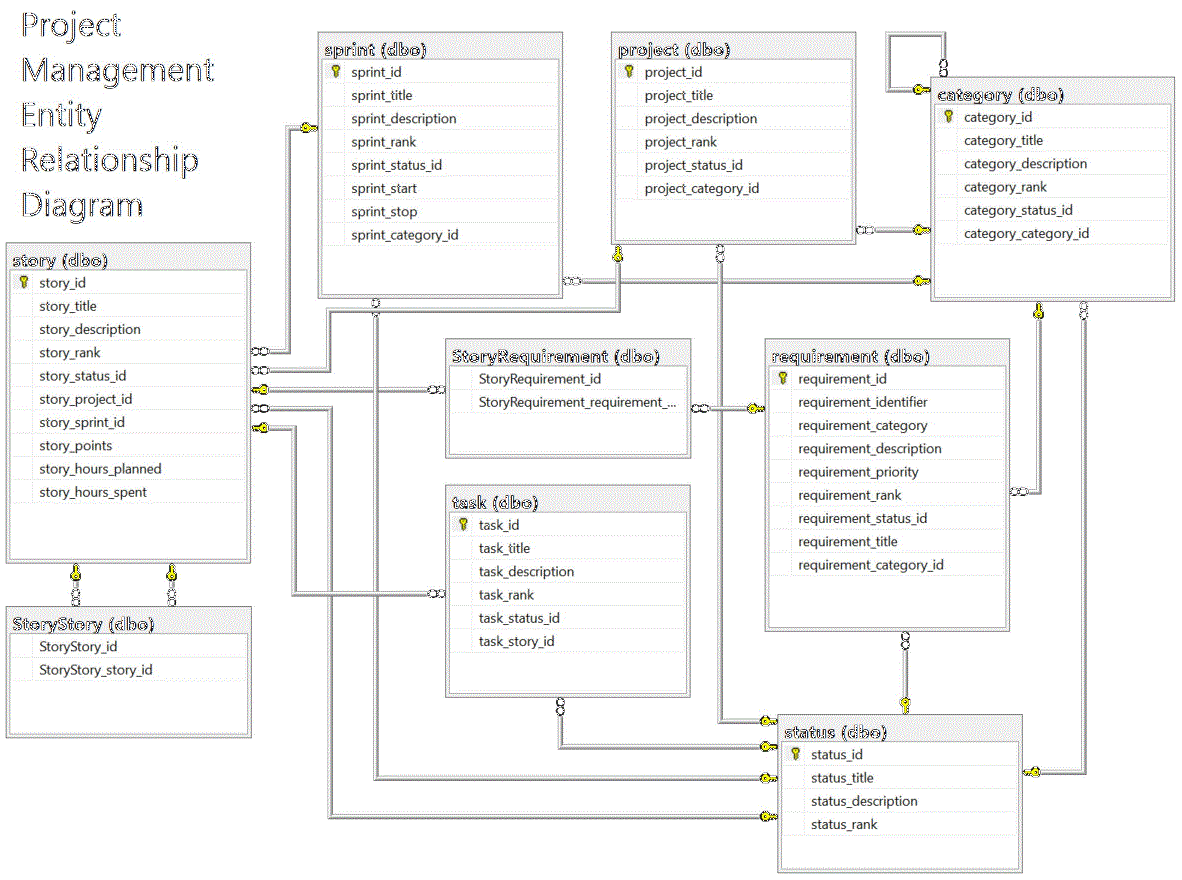 Project
Management
Entity
Relationship
Diagram
sprint (dbo)
sprint_id
sprint_title
sprint_description
sprint_rank
sprint_status_id
sprint_start
sprint_stop
sprint_category_id
project (dbo)
project_id
project_title
project_description
project_rank
project_status_id
project_category_id
category (dbo)
category_id
category_title
category_description
category_rank
category_status_id
category_category_id
story (dbo)
story_id
story_title
story_description
story_rank
story_status_id
story_project_id
story_sprint_id
story_points
story_hours_planned
story_hours_spent
StoryRequirement (dbo)
StoryRequirement_id
StoryRequirement_requirement_...
requirement (dbo)
requirement_id
requirement_identifier
requirement_category
requirement_description
requirement_priority
requirement_rank
requirement_status_id
requirement_title
requirement_category_id
task (dbo)
task_id
task_title
task_description
task_rank
task_status_id
task_story_id
StoryStory (dbo)
StoryStory_id
StoryStory_story_id
status (dbo)
status_id
status_title
status_description
status_rank